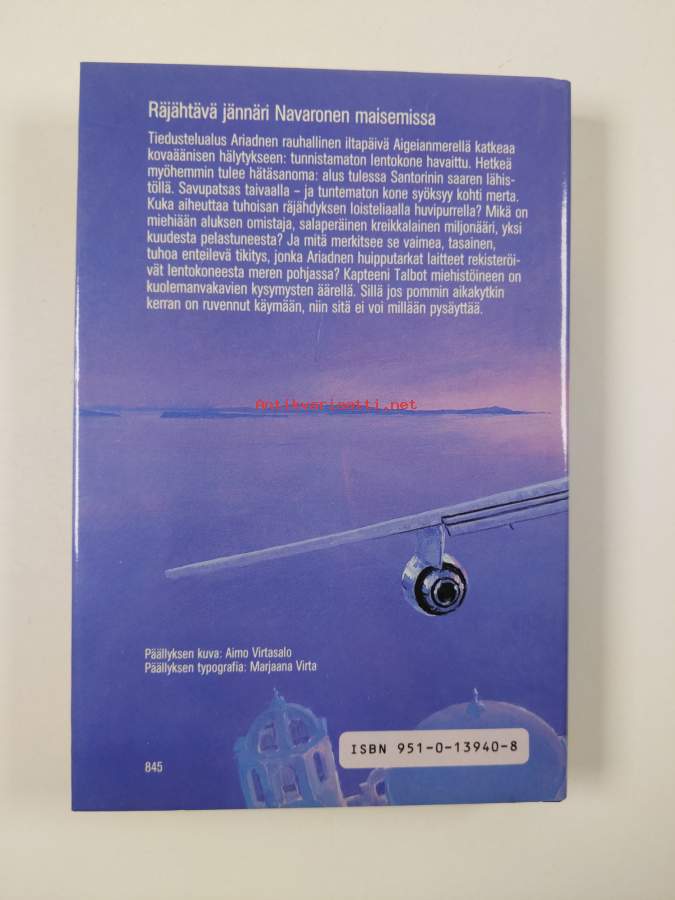 Räjähtävä jännäri Navaronen maisemissa
Tiedustelualus Ariadnen rauhallinen iltapäivä Aigeianmerellä katkeaa
kovaäänisen hälytykseen: tunnistamaton lentokone havaittu. Hetkeä
myöhemmin tulee hätäsanoma: alus tulessa Santorinin saaren lähis-
töllä. Savupatsas taivaalla – ja tuntematon kone syöksyy kohti merta.
Kuka aiheuttaa tuhoisan räjähdyksen loisteliaalla huvipurrella? Mikä on
miehiään aluksen omistaja, salaperäinen kreikkalainen miljonääri, yksi
kuudesta pelastuneesta? Ja mitä merkitsee se vaimea, tasainen,
tuhoa enteilevä tikitys, jonka Ariadnen huipputarkat laitteet rekisteröi-
vät lentokoneesta meren pohjassa? Kapteeni Talbot miehistöineen on
kuolemanvakavien kysymysten äärellä. Sillä jos pommin aikakytkin
kerran on ruvennut käymään, niin sitä ei voi millään pysäyttää.
Antikvariaatti.net
Päällyksen kuva: Aimo Virtasalo
Päällyksen typografia: Marjaana Virta
ISBN 951-0-13940-8
845